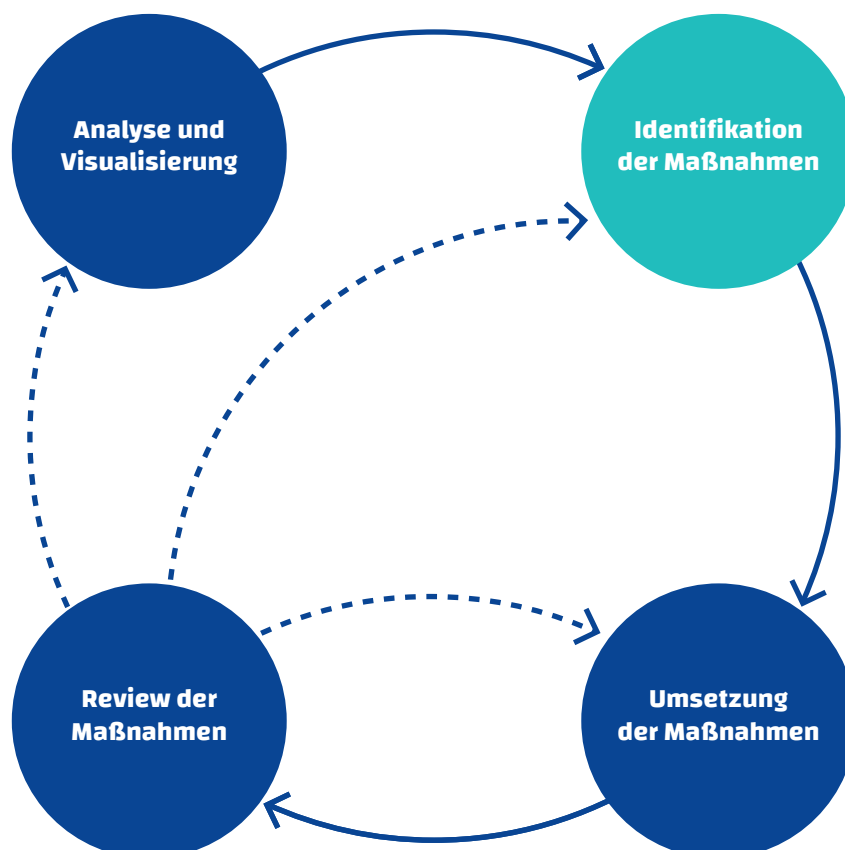 Analyse und
Visualisierung
Identifikation
der Maßnahmen
Review der
Maßnahmen
Umsetzung
der Maßnahmen